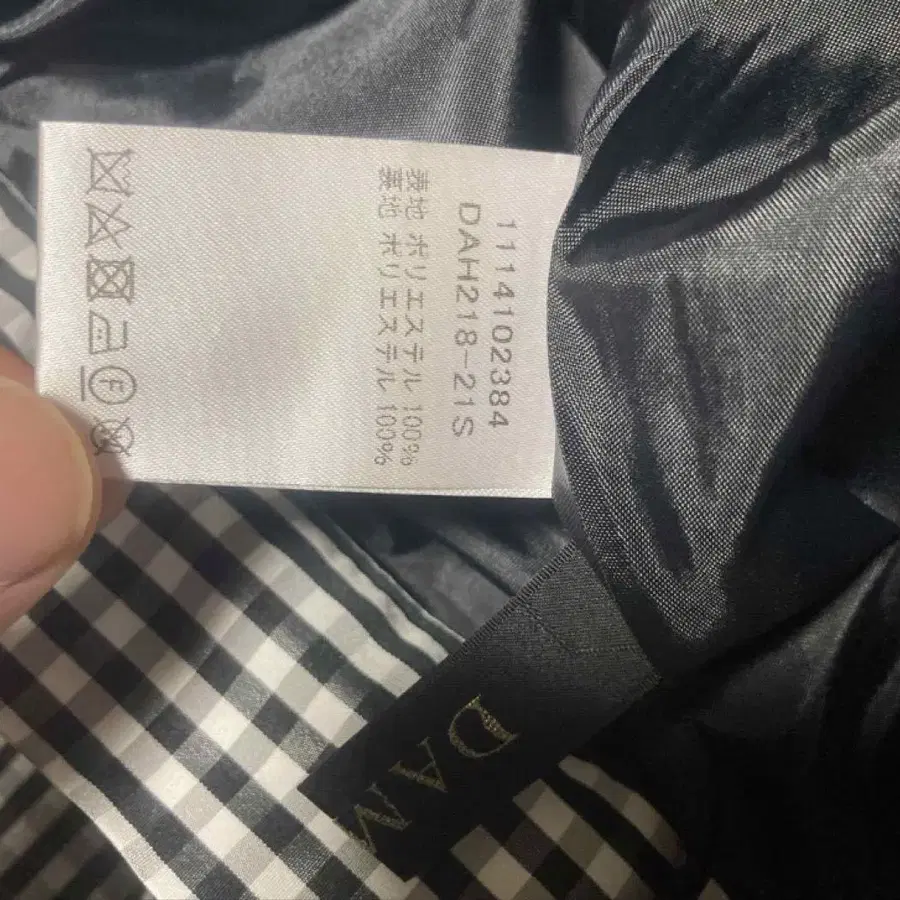 1114102384
DAH218-21S
表地 ポリエステル 100%
裏地 ポリエステル 100%
F
DAM